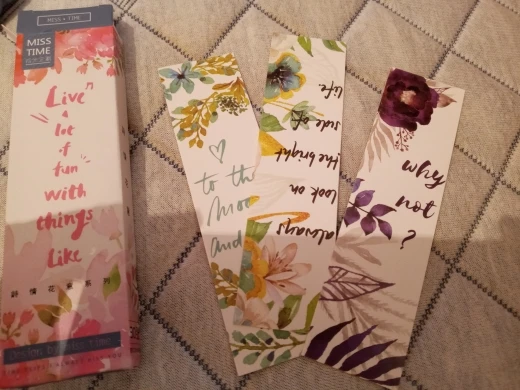 MISS • TIME
MISS
TIME
Live
a
lot
of
fun
with
things
like
to the
moo
and
always
look on
the bright
side of
life.
why
not
?